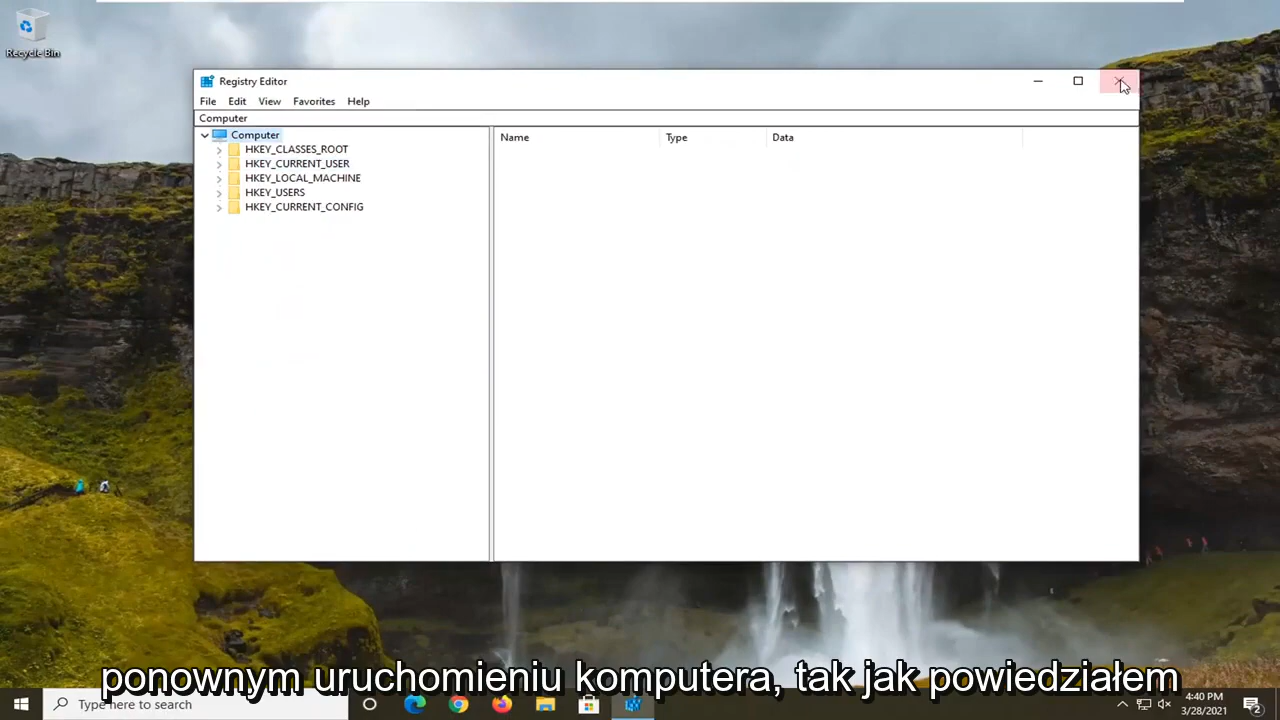 Recycle Bin
Registry Editor
File Edit View Favorites Help
Computer
Computer
HKEY_CLASSES_ROOT
HKEY_CURRENT_USER
HKEY_LOCAL_MACHINE
HKEY_USERS
HKEY_CURRENT_CONFIG
Name Type Data
ponownym uruchomieniu komputera, tak jak powiedziałem
Type here to search
4:40 PM
3/28/2021
2